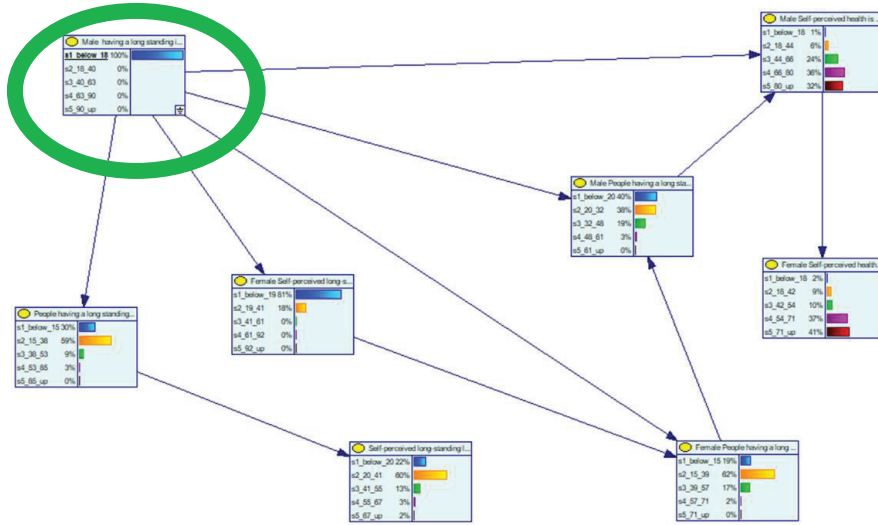 Male having a long standing i...
s1_below_18 100%
s2_18_40 0%
s3_40_63 0%
s4_63_90 0%
s5_90_up 0%
Male Self-perceived health is ...
s1_below_18 1%
s2_18_44 6%
s3_44_66 24%
s4_66_80 38%
s5_80_up 32%
Male People having a long sta...
s1_below_20 40%
s2_20_32 38%
s3_32_48 19%
s4_48_61 3%
s5_61_up 0%
Female Self-perceived long-s...
s1_below_19 81%
s2_19_41 18%
s3_41_61 0%
s4_61_92 0%
s5_92_up 0%
Female Self-perceived health...
s1_below_18 2%
s2_18_42 9%
s3_42_54 10%
s4_54_71 37%
s5_71_up 41%
People having a long standing...
s1_below_15 30%
s2_15_38 59%
s3_38_53 9%
s4_53_65 3%
s5_65_up 0%
Self-perceived long-standing l...
s1_below_20 22%
s2_20_41 60%
s3_41_55 13%
s4_55_67 3%
s5_67_up 2%
Female People having a long ...
s1_below_15 19%
s2_15_39 62%
s3_39_57 17%
s4_57_71 2%
s5_71_up 0%